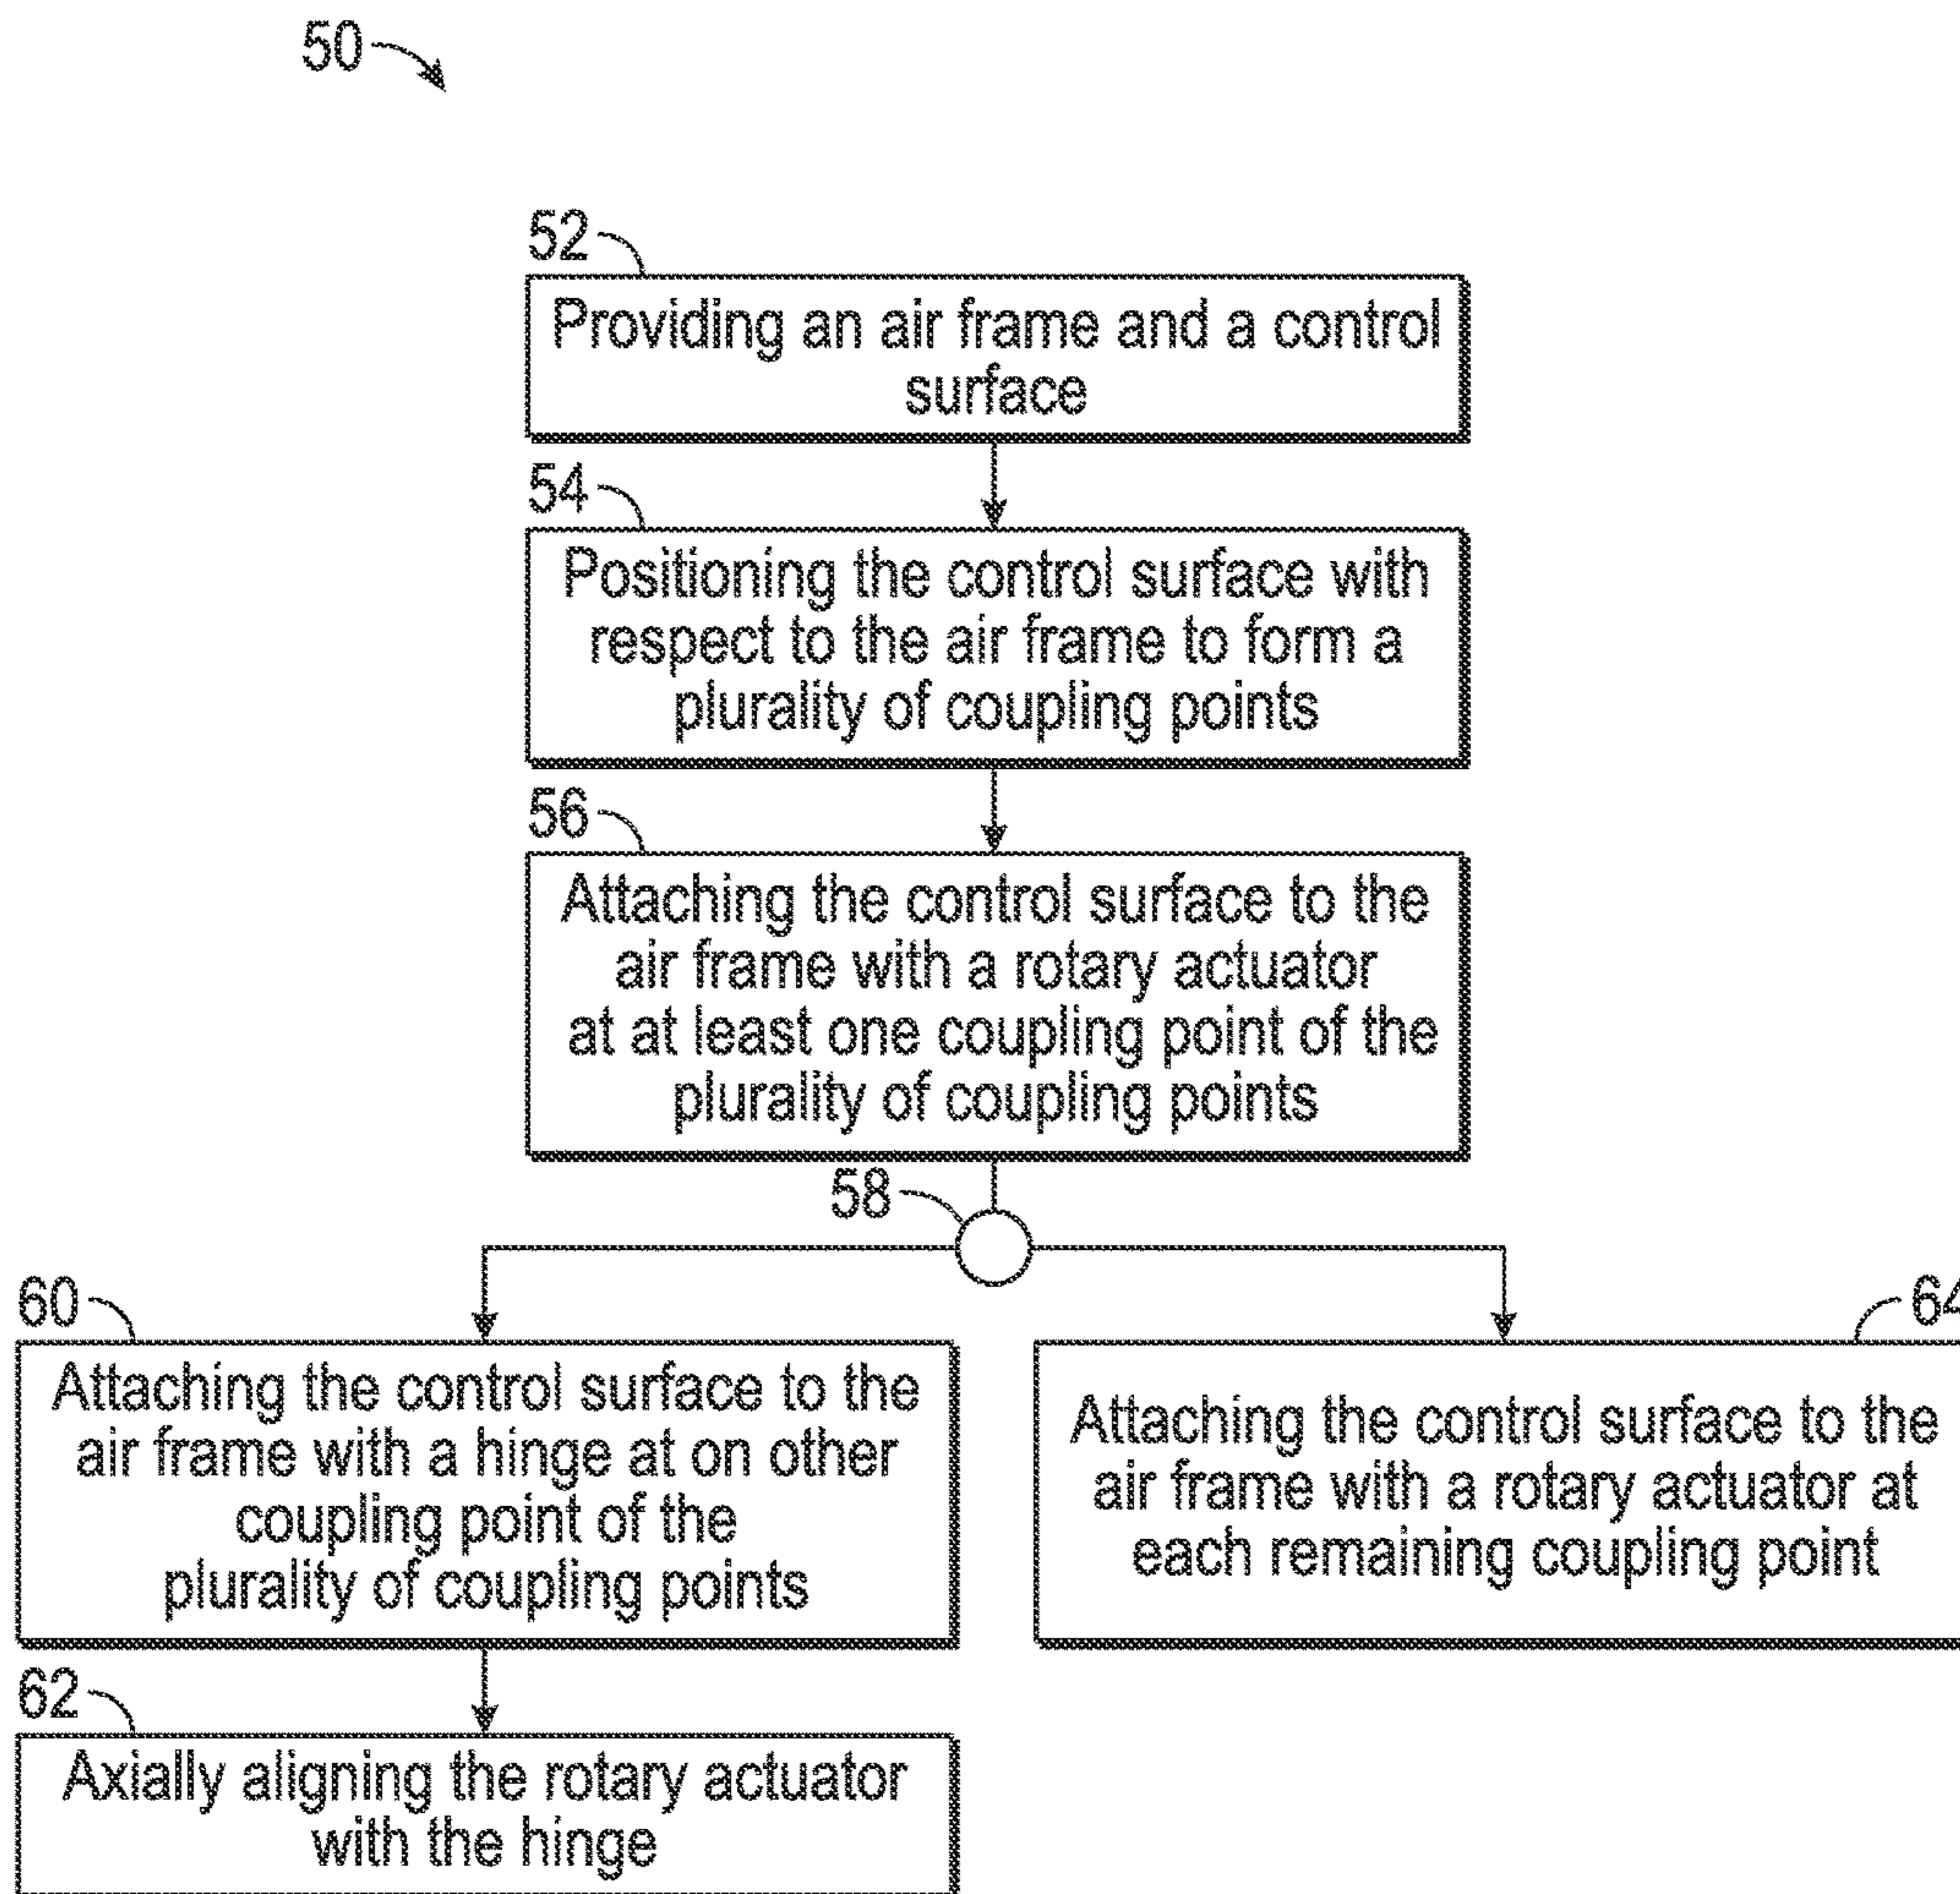 50
52
Providing an air frame and a control
surface
54
Positioning the control surface with
respect to the air frame to form a
plurality of coupling points
56
Attaching the control surface to the
air frame with a rotary actuator
at at least one coupling point of the
plurality of coupling points
58
60
Attaching the control surface to the
air frame with a hinge at on other
coupling point of the
plurality of coupling points
64
Attaching the control surface to the
air frame with a rotary actuator at
each remaining coupling point
62
Axially aligning the rotary actuator
with the hinge